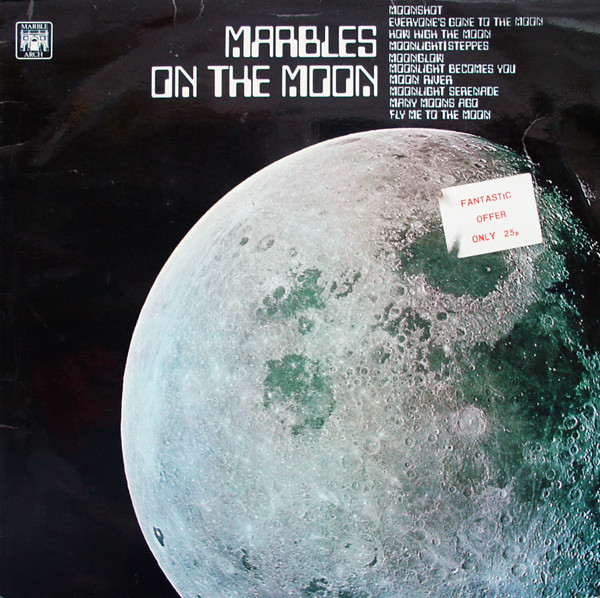 MARBLE
ARCH
MARBLES
ON THE MOON
MOONSHOT
EVERYONE'S GONE TO THE MOON
HOW HIGH THE MOON
MOONLIGHT/STEPPES
MOONGLOW
MOONLIGHT BECOMES YOU
MOON RIVER
MOONLIGHT SERENADE
MANY MOONS AGO
FLY ME TO THE MOON
FANTASTIC
OFFER
ONLY 25p